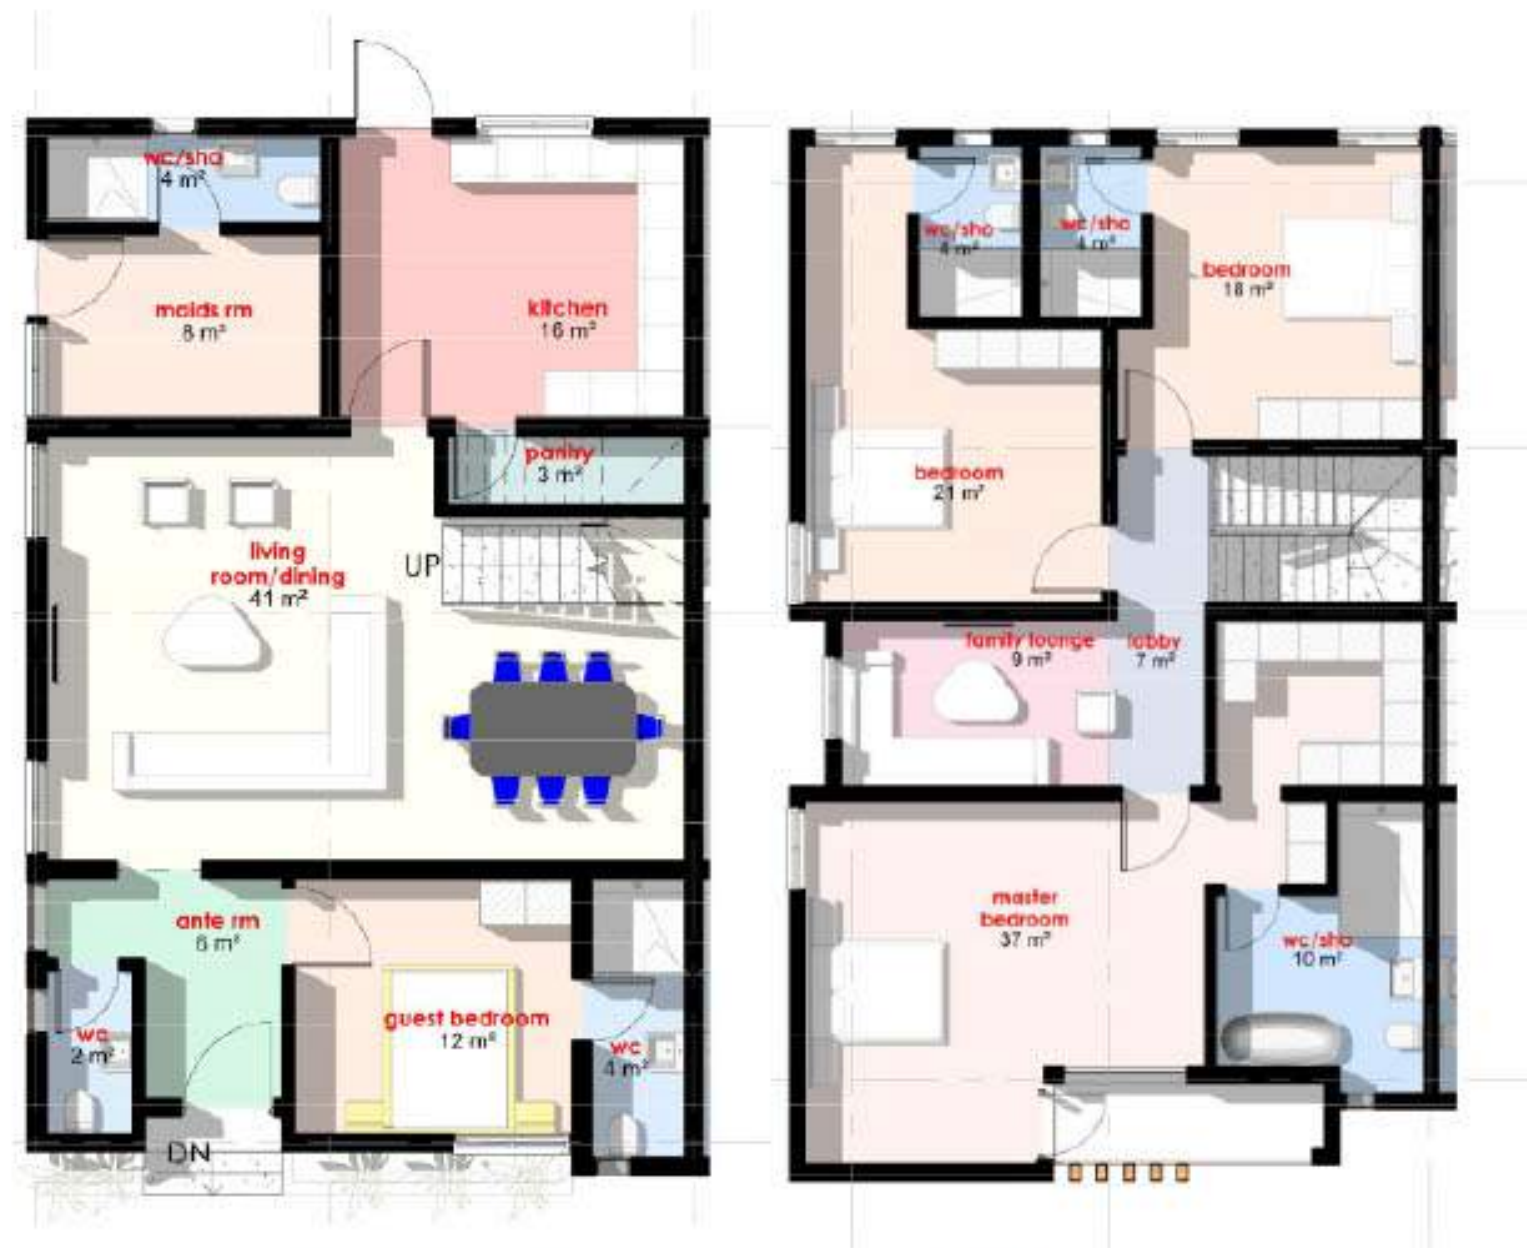 wc/sho
4 m²
maids rm
8 m²
kitchen
16 m²
pantry
3 m²
living
room/dining
41 m²
UP
ante rm
6 m²
wc
2 m²
guest bedroom
12 m²
wc
4 m²
DN
wc/sho
4 m²
wc/sho
4 m²
bedroom
18 m²
bedroom
21 m²
family lounge
9 m²
lobby
7 m²
master
bedroom
37 m²
wc/sho
10 m²